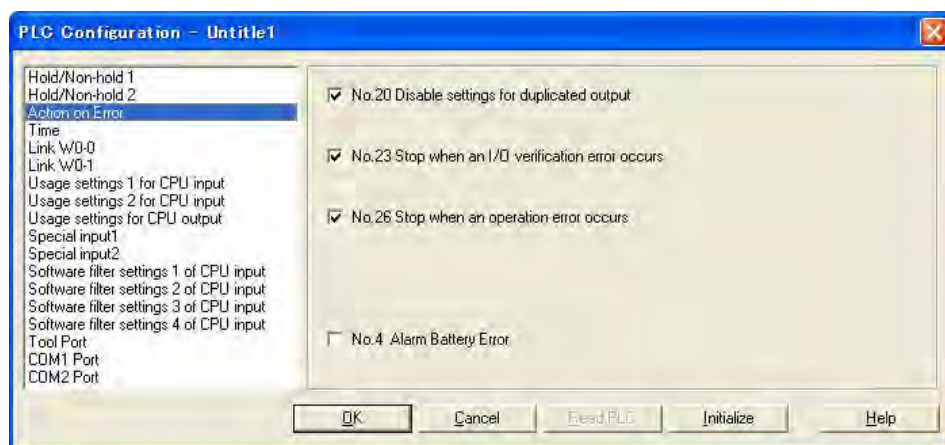 PLC Configuration - Untitle1
Hold/Non-hold 1
Hold/Non-hold 2
Action on Error
Time
Link W0-0
Link W0-1
Usage settings 1 for CPU input
Usage settings 2 for CPU input
Usage settings for CPU output
Special input1
Special input2
Software filter settings 1 of CPU input
Software filter settings 2 of CPU input
Software filter settings 3 of CPU input
Software filter settings 4 of CPU input
Tool Port
COM1 Port
COM2 Port
No.20 Disable settings for duplicated output
No.23 Stop when an I/O verification error occurs
No.26 Stop when an operation error occurs
No.4 Alarm Battery Error
OK
Cancel
Read PLC
Initialize
Help